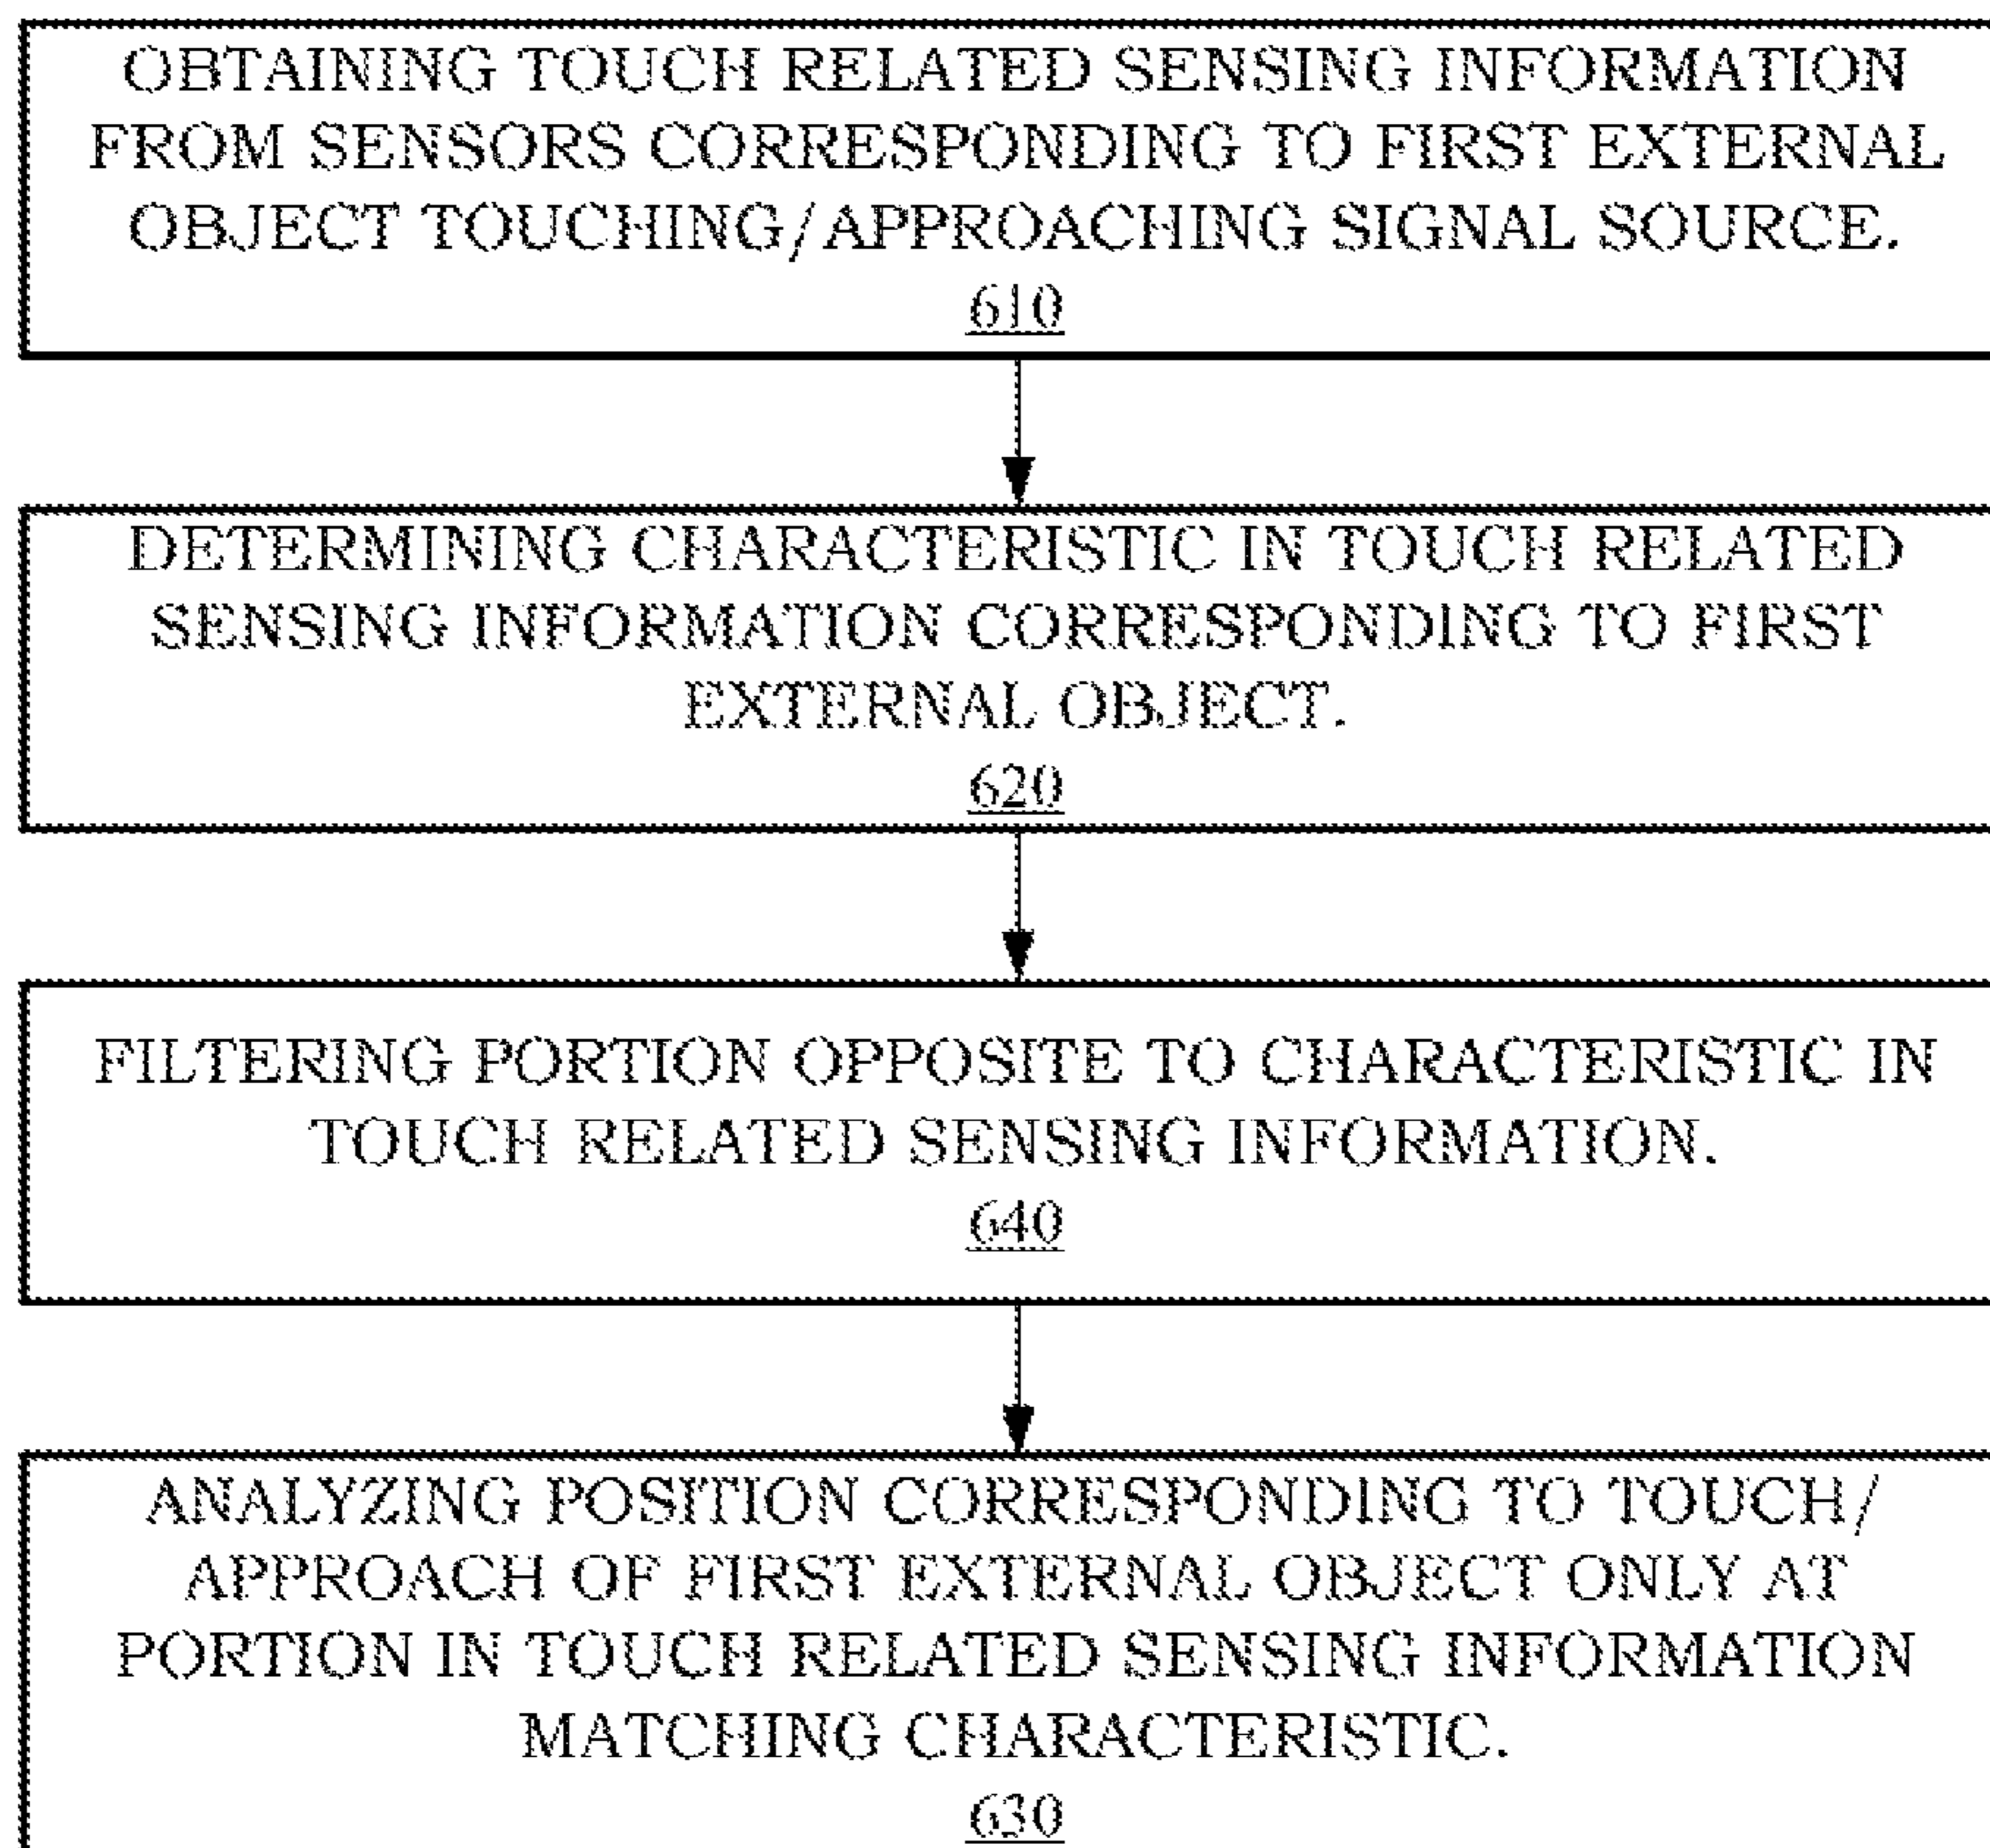 OBTAINING TOUCH RELATED SENSING INFORMATION
FROM SENSORS CORRESPONDING TO FIRST EXTERNAL
OBJECT TOUCHING/APPROACHING SIGNAL SOURCE.
610
DETERMINING CHARACTERISTIC IN TOUCH RELATED
SENSING INFORMATION CORRESPONDING TO FIRST
EXTERNAL OBJECT.
620
FILTERING PORTION OPPOSITE TO CHARACTERISTIC IN
TOUCH RELATED SENSING INFORMATION.
640
ANALYZING POSITION CORRESPONDING TO TOUCH/
APPROACH OF FIRST EXTERNAL OBJECT ONLY AT
PORTION IN TOUCH RELATED SENSING INFORMATION
MATCHING CHARACTERISTIC.
630